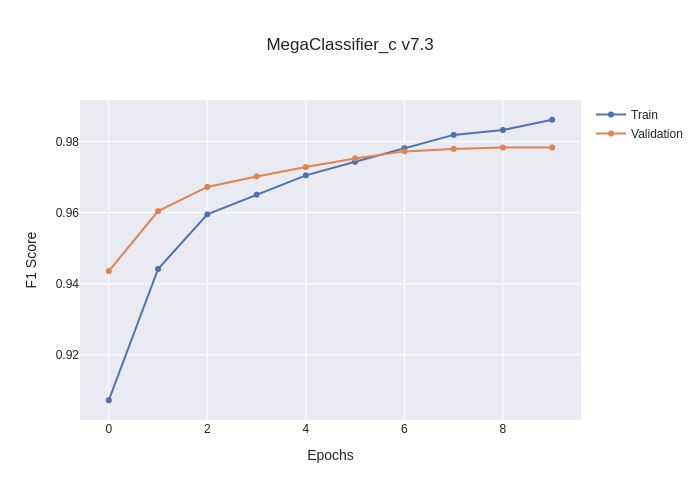 MegaClassifier_c v7.3
Train
Validation
0.98
0.96
0.94
0.92
F1 Score
0 2 4 6 8
Epochs